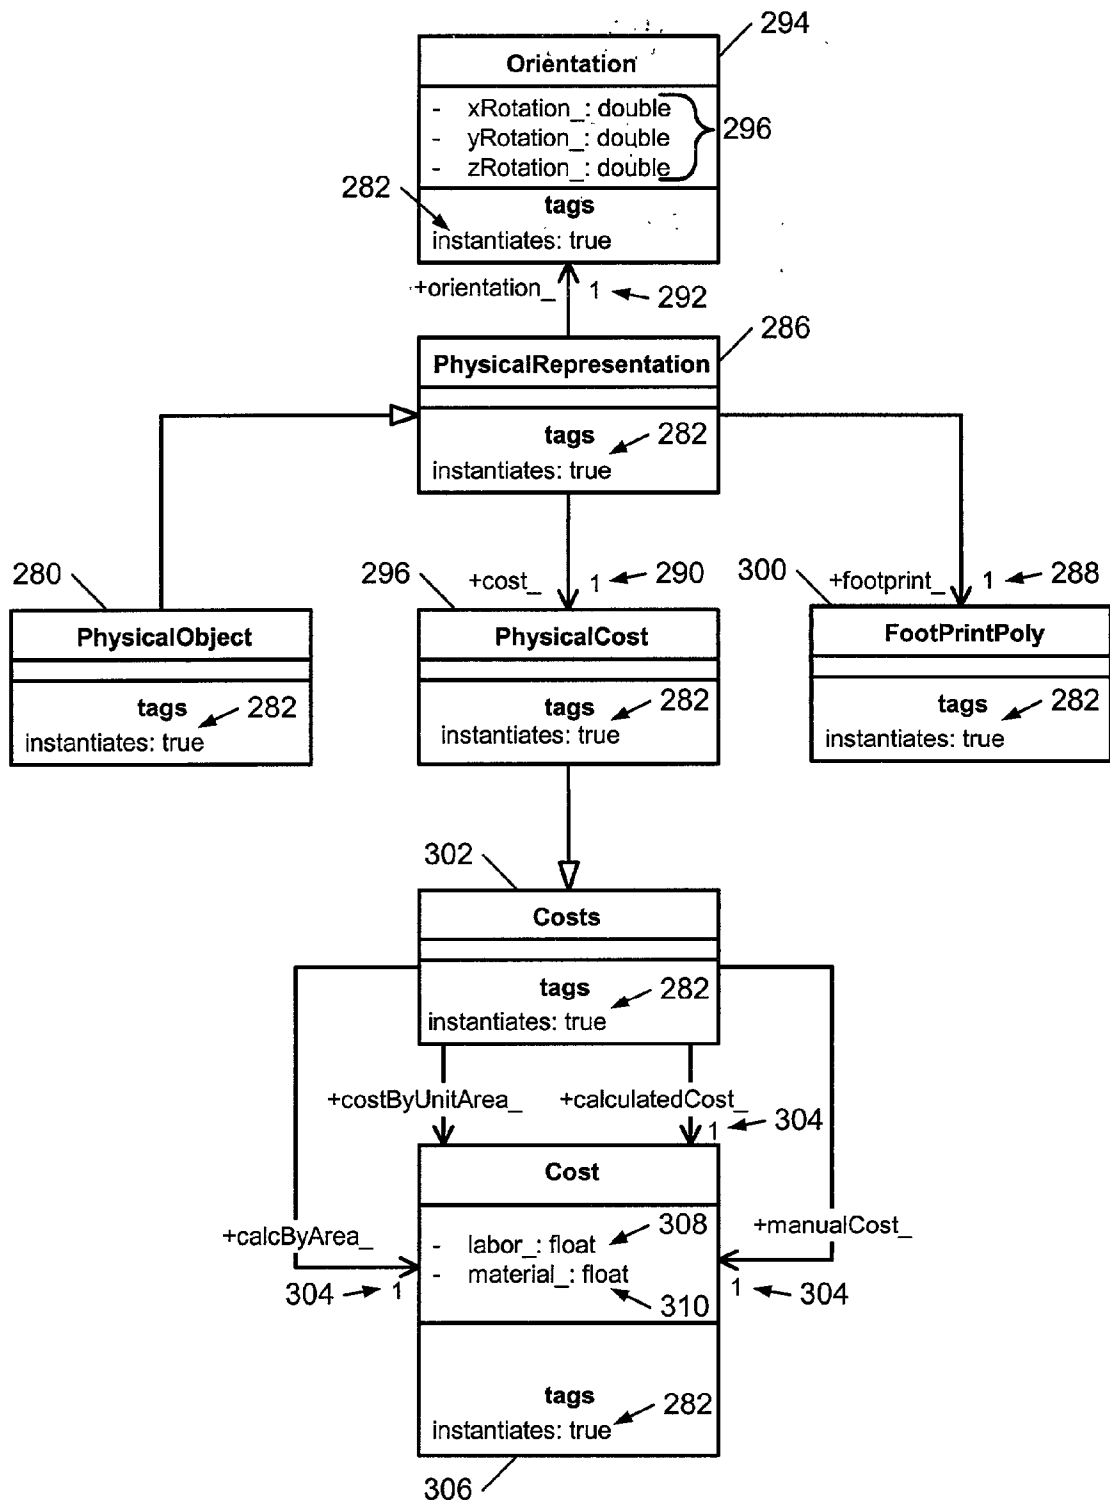 294
Orientation
- xRotation_: double
- yRotation_: double
- zRotation_: double
296
282
tags
instantiates: true
+orientation_
1
292
286
PhysicalRepresentation
tags
282
instantiates: true
280
296
+cost_
1
290
300
+footprint_
1
288
PhysicalObject
tags
282
instantiates: true
PhysicalCost
tags
282
instantiates: true
FootPrintPoly
tags
282
instantiates: true
302
Costs
tags
282
instantiates: true
+costByUnitArea_
+calculatedCost_
1
304
Cost
+calcByArea_
304
1
- labor_: float
308
- material_: float
310
+manualCost_
1
304
tags
282
instantiates: true
306